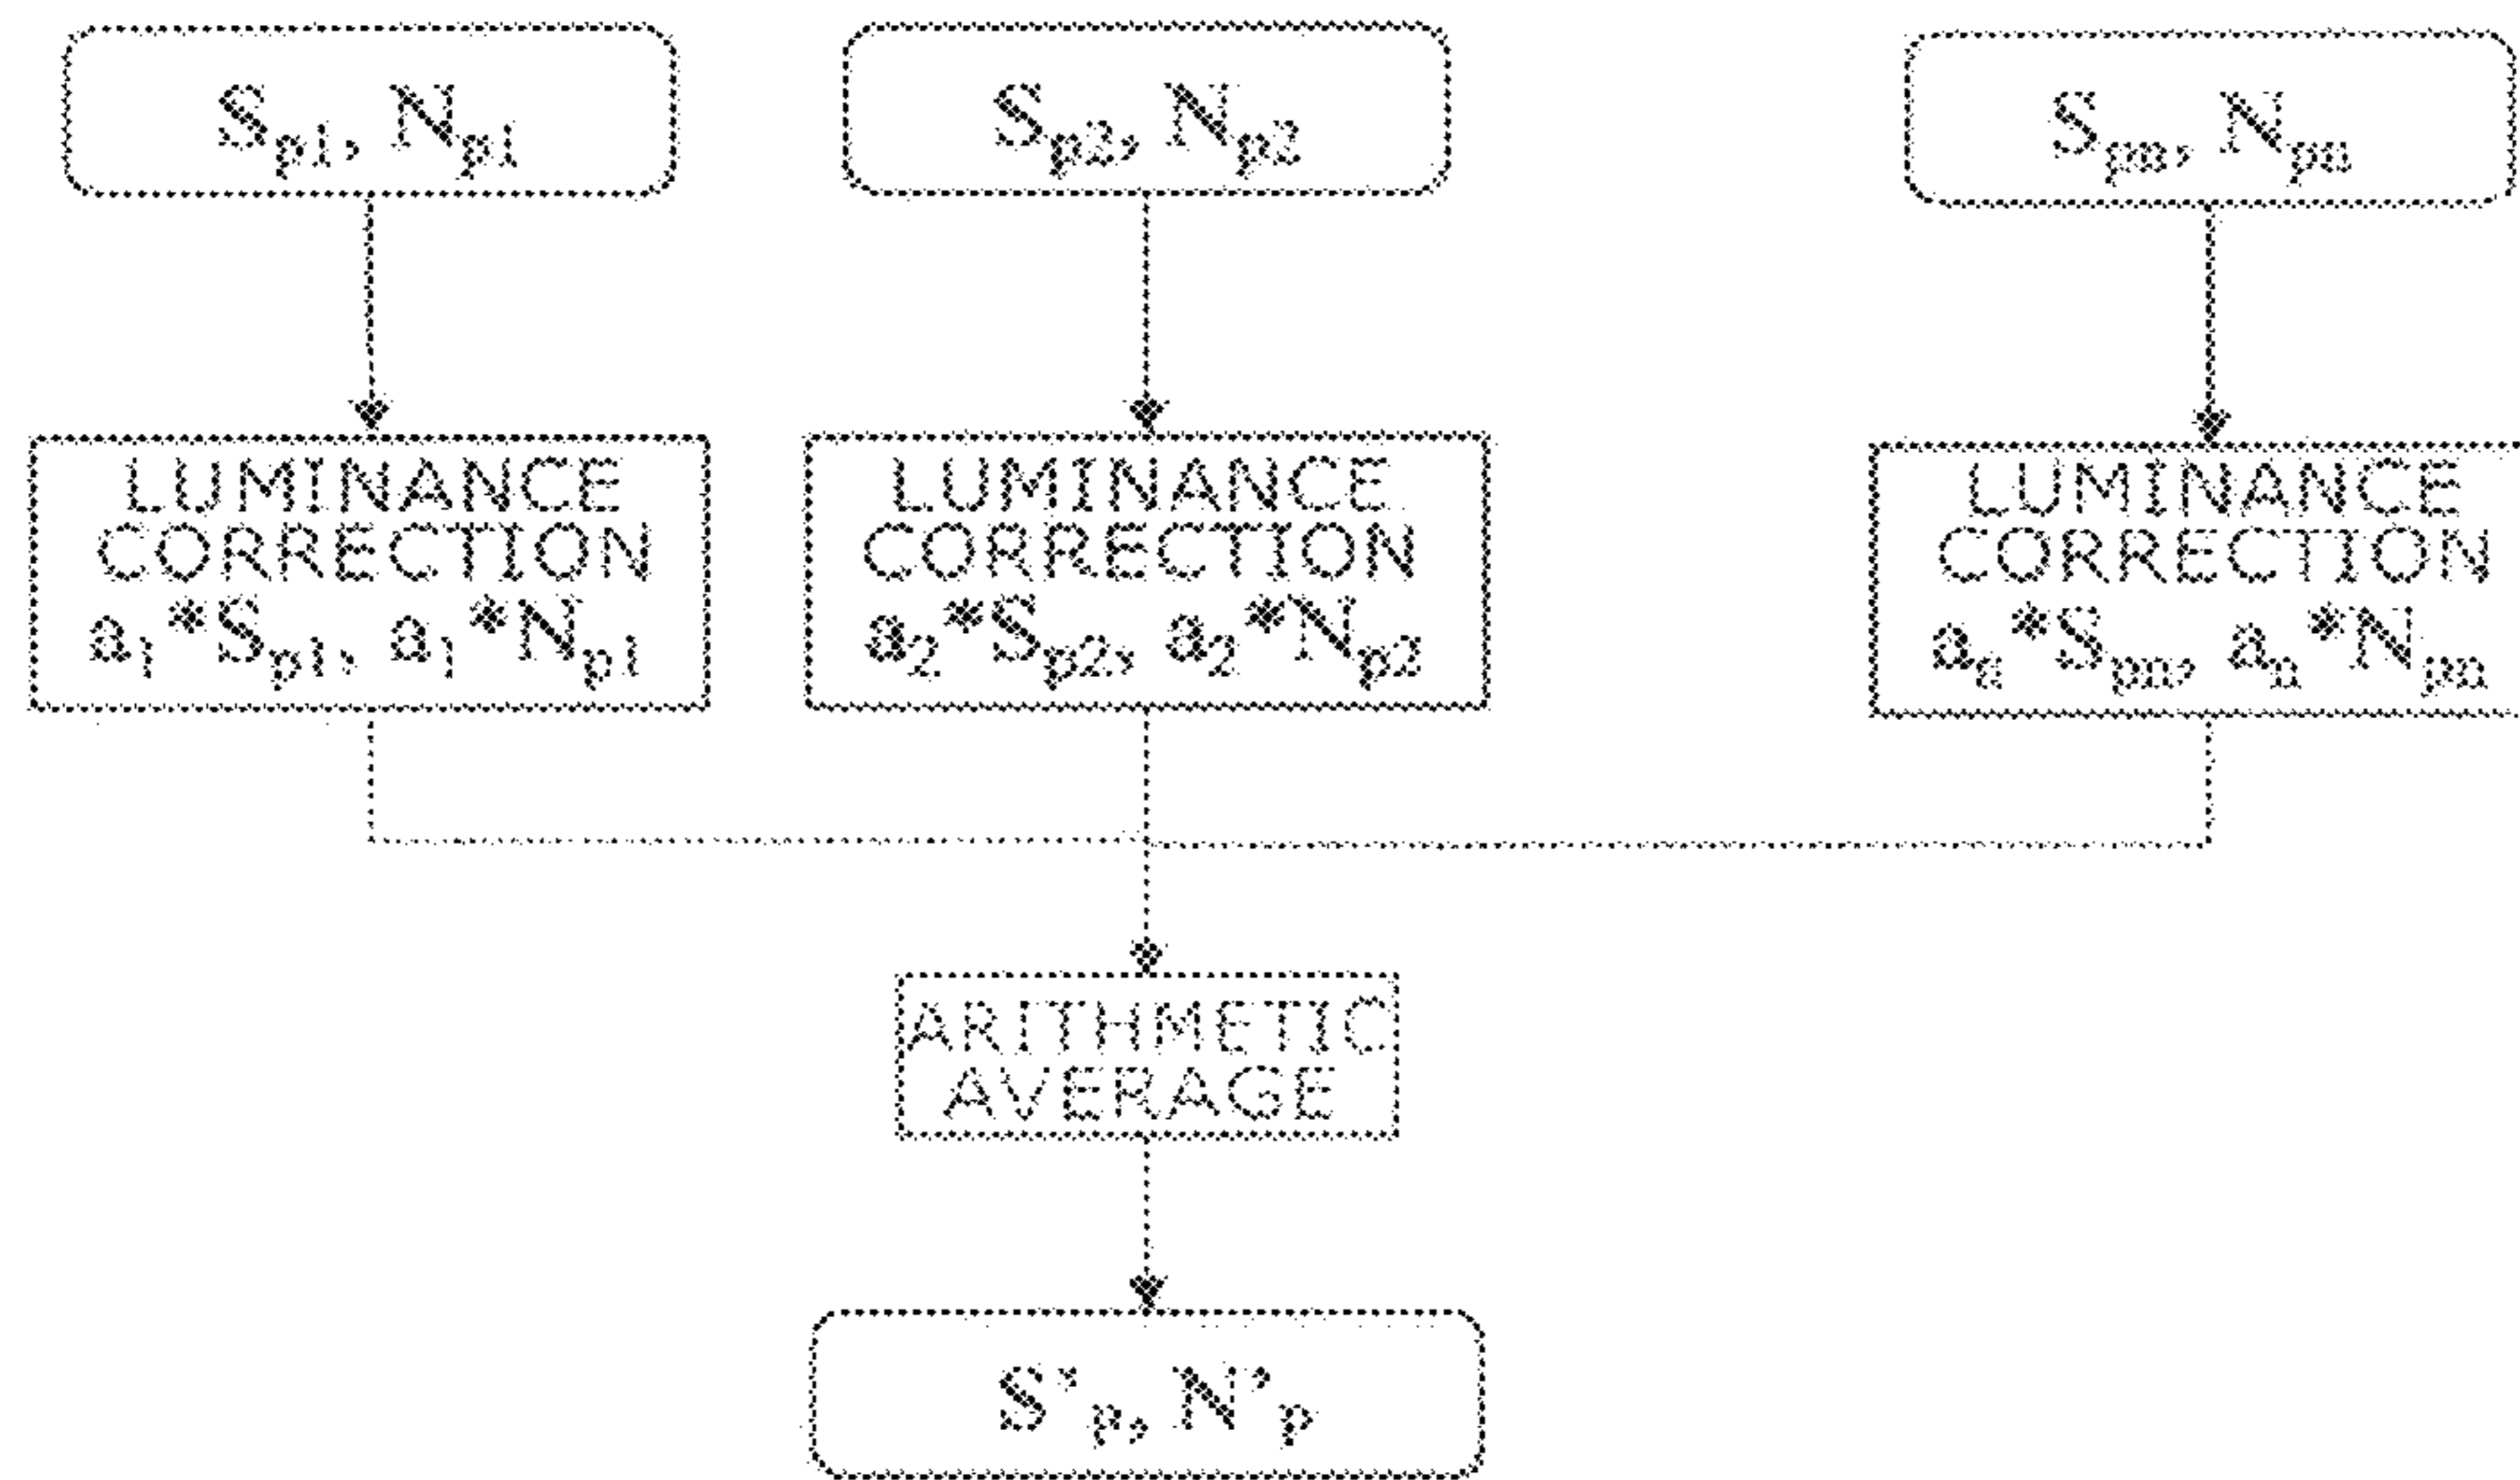 S_p1, N_p1
S_p2, N_p2
S_pn, N_pn
LUMINANCE
CORRECTION
a_1*S_p1, a_1*N_p1
LUMINANCE
CORRECTION
a_2*S_p2, a_2*N_p2
LUMINANCE
CORRECTION
a_n*S_pn, a_n*N_pn
ARITHMETIC
AVERAGE
S'_p, N'_p